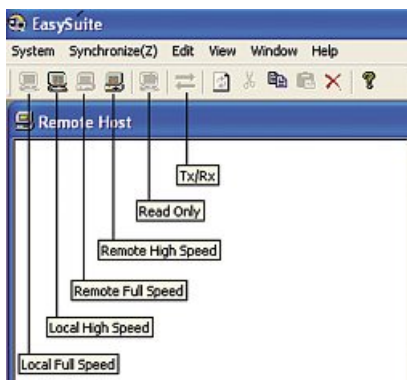 EasySuite
System Synchronize(Z) Edit View Window Help
Remote Host
Tx/Rx
Read Only
Remote High Speed
Remote Full Speed
Local High Speed
Local Full Speed